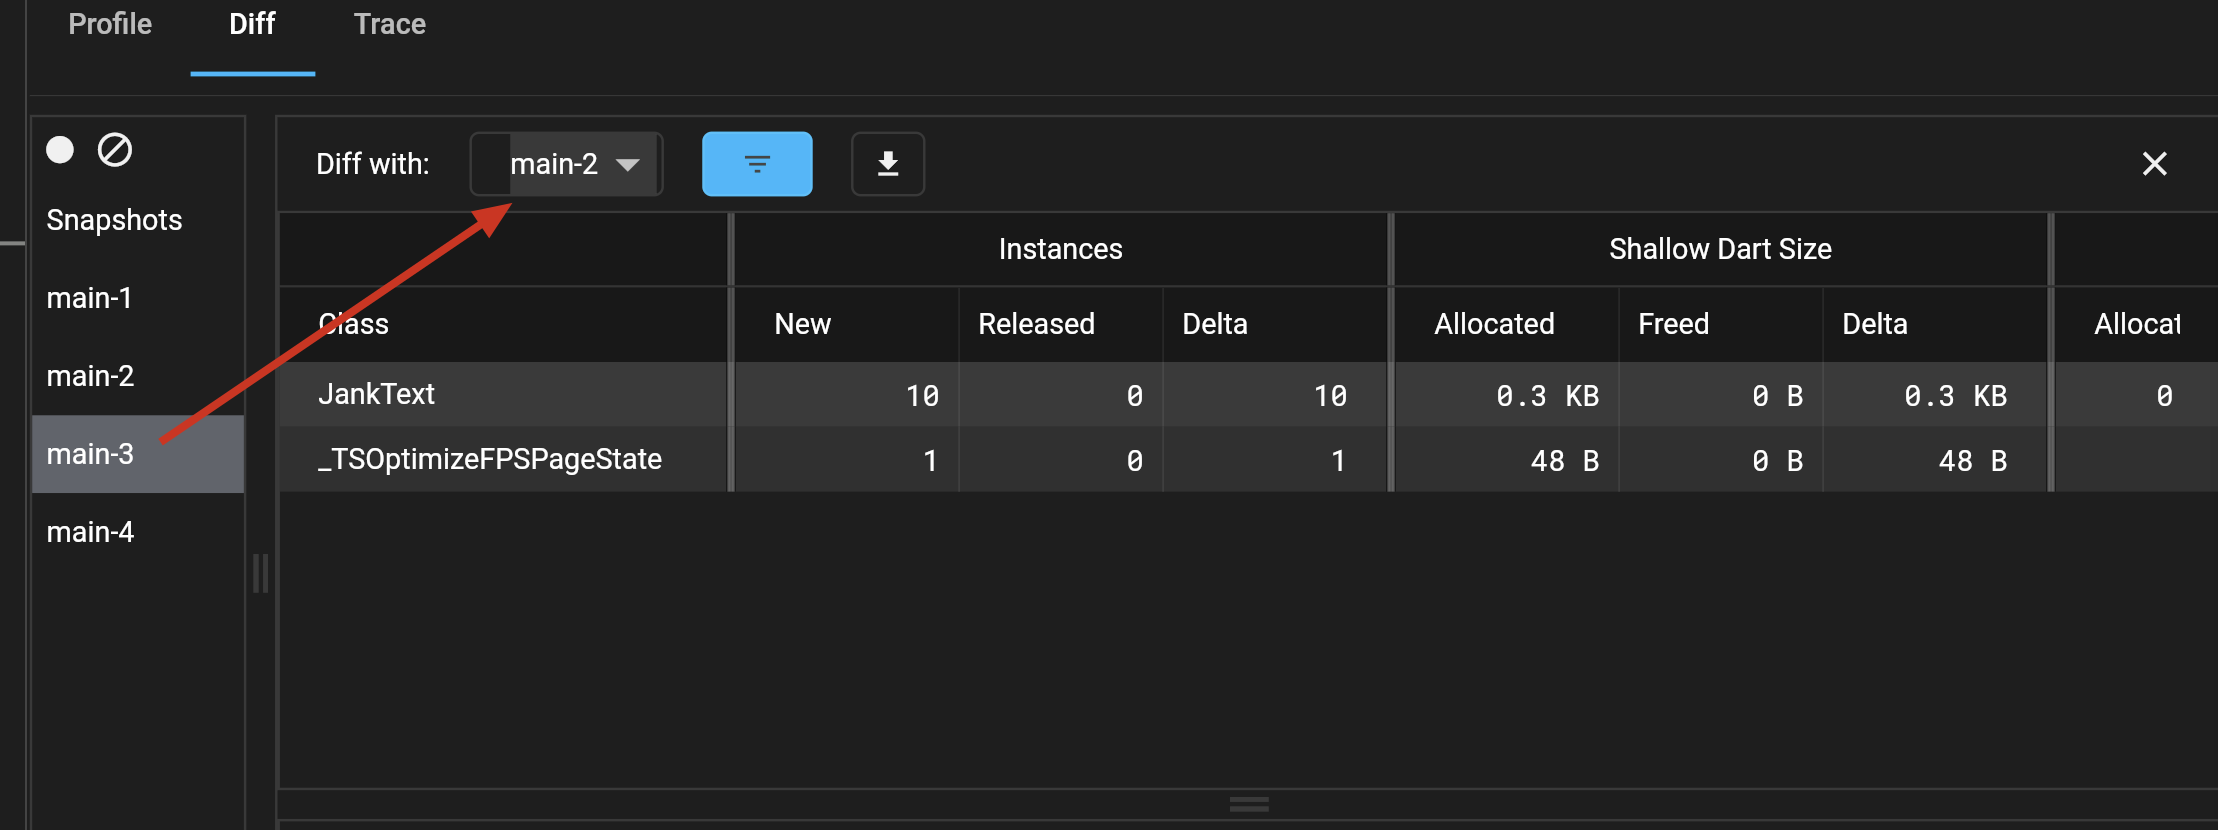 Profile Diff Trace
Diff with: main-2
Snapshots
main-1
main-2
main-3
main-4
Instances Shallow Dart Size
Class New Released Delta Allocated Freed Delta Allocat
JankText 10 0 10 0.3 KB 0 B 0.3 KB 0
_TSOptimizeFPSPageState 1 0 1 48 B 0 B 48 B